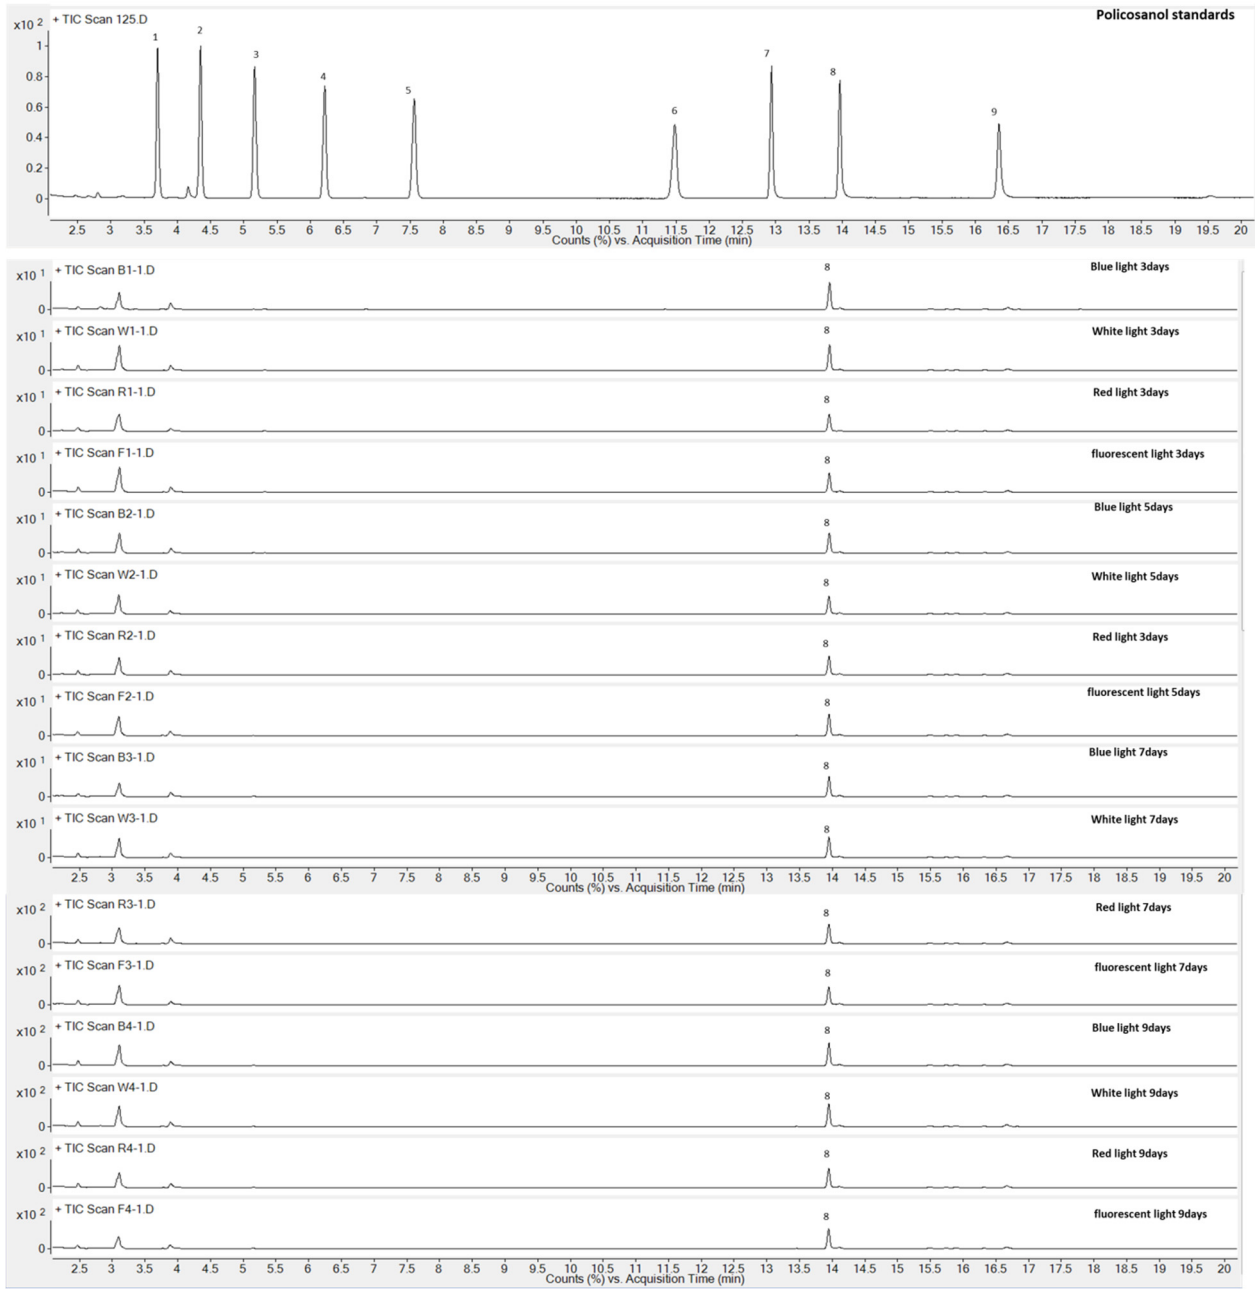 + TIC Scan 125.D
Policosanol standards
x10 2
1
0.8
0.6
0.4
0.2
0
1 2 3 4 5 6 7 8 9
2.5 3 3.5 4 4.5 5 5.5 6 6.5 7 7.5 8 8.5 9 9.5 10 10.5 11 11.5 12 12.5 13 13.5 14 14.5 15 15.5 16 16.5 17 17.5 18 18.5 19 19.5 20
Counts (%) vs. Acquisition Time (min)
x10 1 + TIC Scan B1-1.D 8 Blue light 3days
0
x10 1 + TIC Scan W1-1.D 8 White light 3days
0
x10 1 + TIC Scan R1-1.D 8 Red light 3days
0
x10 1 + TIC Scan F1-1.D 8 fluorescent light 3days
0
x10 1 + TIC Scan B2-1.D 8 Blue light 5days
0
x10 1 + TIC Scan W2-1.D 8 White light 5days
0
x10 1 + TIC Scan R2-1.D 8 Red light 3days
0
x10 1 + TIC Scan F2-1.D 8 fluorescent light 5days
0
x10 1 + TIC Scan B3-1.D 8 Blue light 7days
0
x10 1 + TIC Scan W3-1.D 8 White light 7days
0
2.5 3 3.5 4 4.5 5 5.5 6 6.5 7 7.5 8 8.5 9 9.5 10 10.5 11 11.5 12 12.5 13 13.5 14 14.5 15 15.5 16 16.5 17 17.5 18 18.5 19 19.5 20
Counts (%) vs. Acquisition Time (min)
x10 2 + TIC Scan R3-1.D 8 Red light 7days
0
x10 2 + TIC Scan F3-1.D 8 fluorescent light 7days
0
x10 2 + TIC Scan B4-1.D 8 Blue light 9days
0
x10 2 + TIC Scan W4-1.D 8 White light 9days
0
x10 2 + TIC Scan R4-1.D 8 Red light 9days
0
x10 2 + TIC Scan F4-1.D 8 fluorescent light 9days
0
2.5 3 3.5 4 4.5 5 5.5 6 6.5 7 7.5 8 8.5 9 9.5 10 10.5 11 11.5 12 12.5 13 13.5 14 14.5 15 15.5 16 16.5 17 17.5 18 18.5 19 19.5 20
Counts (%) vs. Acquisition Time (min)